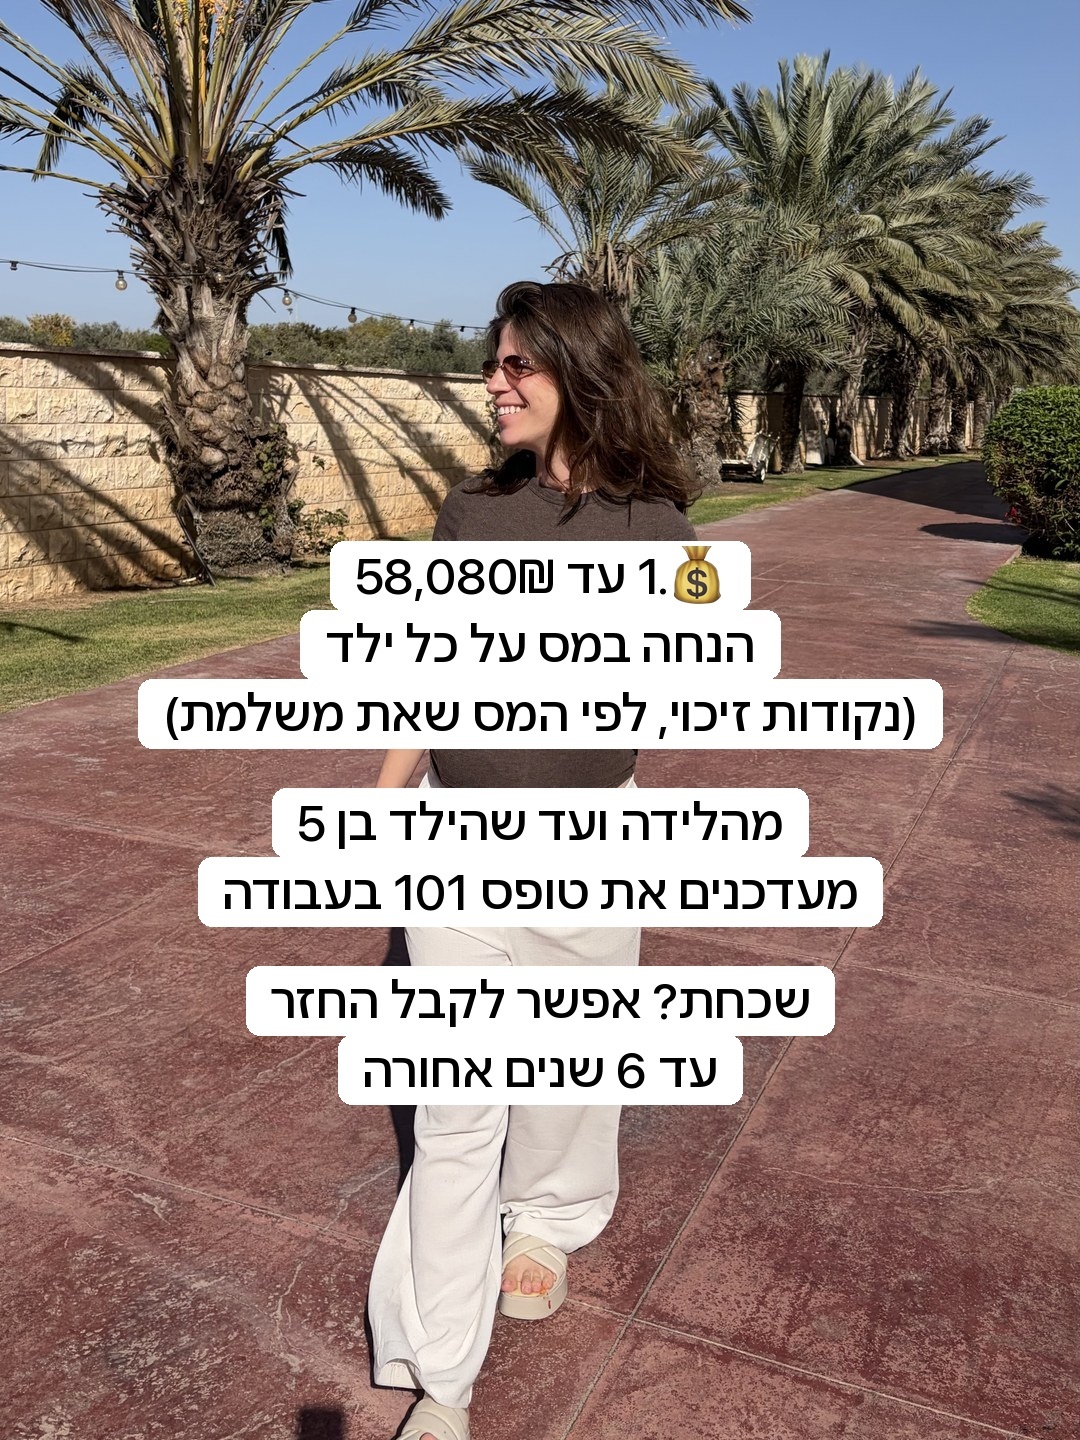 💰.1 עד 58,080₪
הנחה במס על כל ילד
(נקודות זיכוי, לפי המס שאת משלמת)
מהלידה ועד שהילד בן 5
מעדכנים את טופס 101 בעבודה
שכחת? אפשר לקבל החזר
עד 6 שנים אחורה